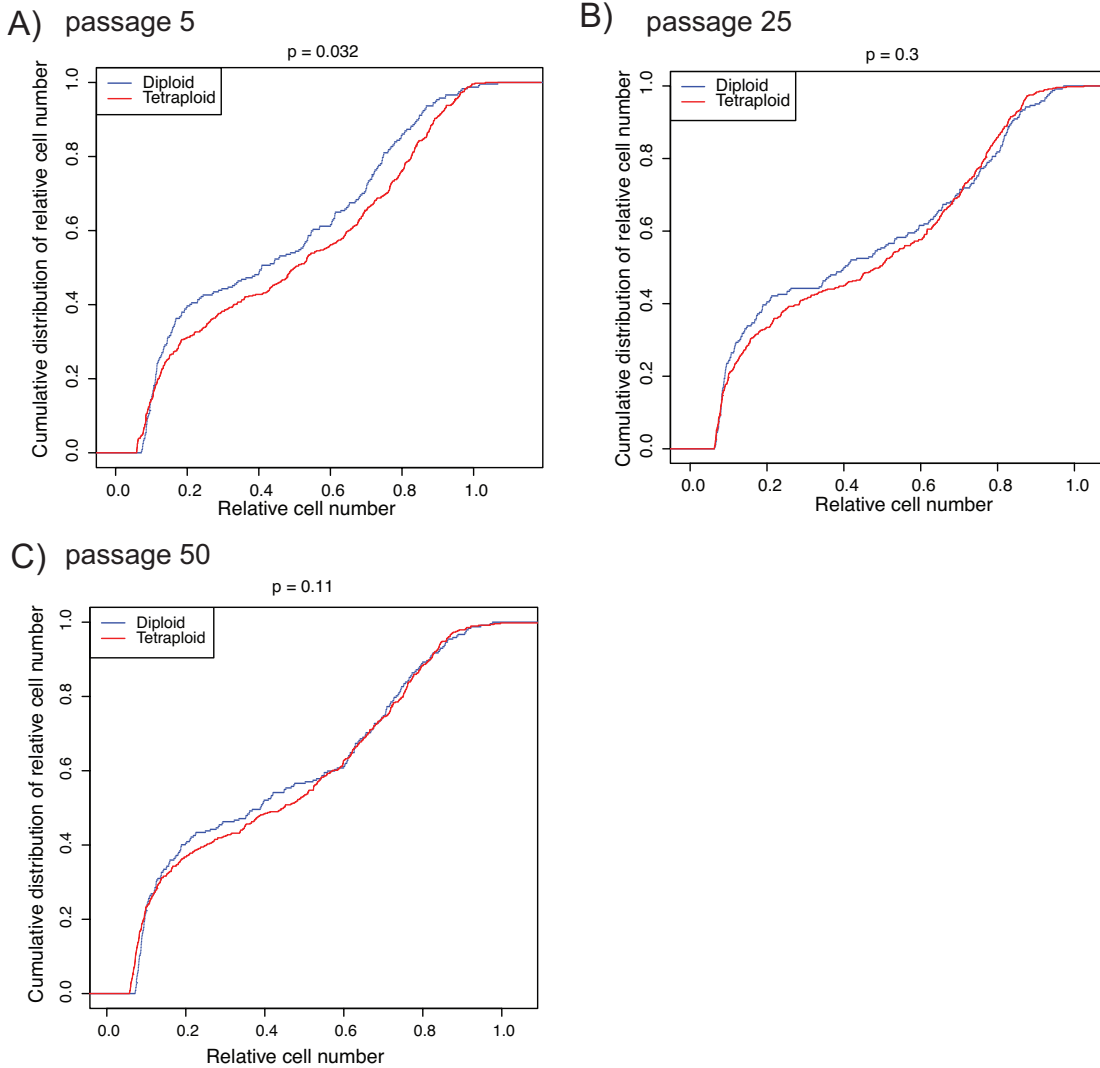 A) passage 5
p = 0.032
Diploid
Tetraploid
Cumulative distribution of relative cell number
0.0 0.2 0.4 0.6 0.8 1.0
0.0 0.2 0.4 0.6 0.8 1.0
Relative cell number
B) passage 25
p = 0.3
Diploid
Tetraploid
Cumulative distribution of relative cell number
0.0 0.2 0.4 0.6 0.8 1.0
0.0 0.2 0.4 0.6 0.8 1.0
Relative cell number
C) passage 50
p = 0.11
Diploid
Tetraploid
Cumulative distribution of relative cell number
0.0 0.2 0.4 0.6 0.8 1.0
0.0 0.2 0.4 0.6 0.8 1.0
Relative cell number